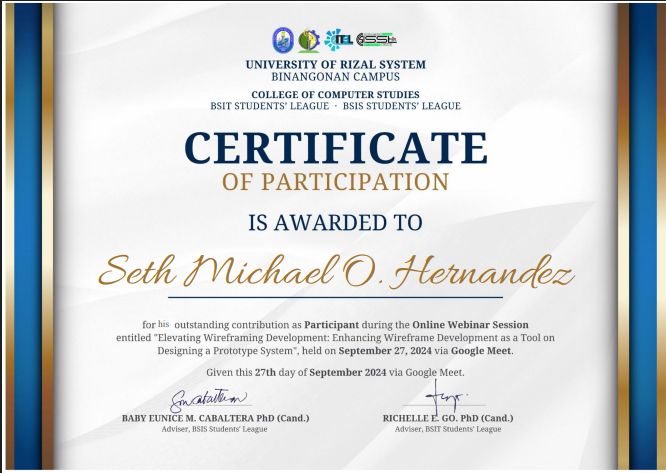 ITEL
UNIVERSITY OF RIZAL SYSTEM
BINANGONAN CAMPUS
COLLEGE OF COMPUTER STUDIES
BSIT STUDENTS' LEAGUE · BSIS STUDENTS' LEAGUE
CERTIFICATE
OF PARTICIPATION
IS AWARDED TO
Seth Michael O. Hernandez
for his outstanding contribution as Participant during the Online Webinar Session
entitled "Elevating Wireframing Development: Enhancing Wireframe Development as a Tool on
Designing a Prototype System", held on September 27, 2024 via Google Meet.
Given this 27th day of September 2024 via Google Meet.
BABY EUNICE M. CABALTERA PhD (Cand.)
Adviser, BSIS Students' League
RICHELLE E. GO. PhD (Cand.)
Adviser, BSIT Students' League